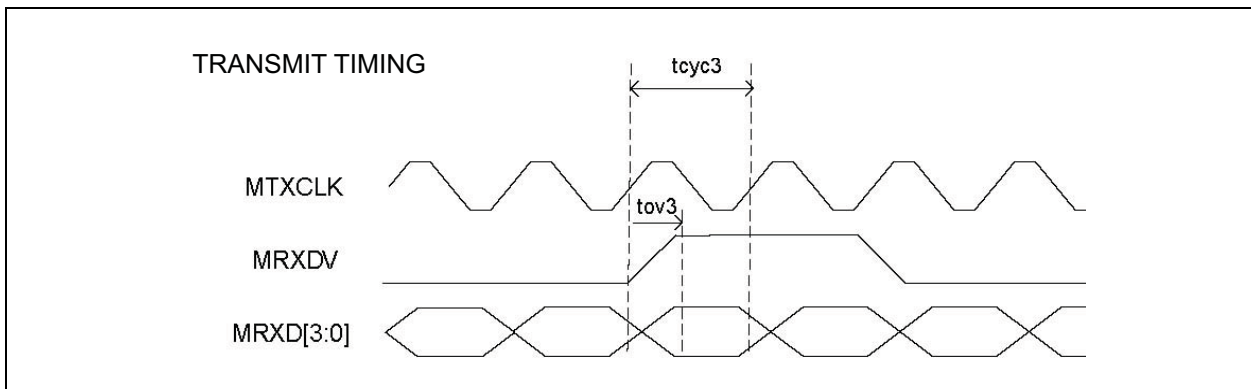 TRANSMIT TIMING
tcyc3
MTXCLK
tov3
MRXDV
MRXD[3:0]